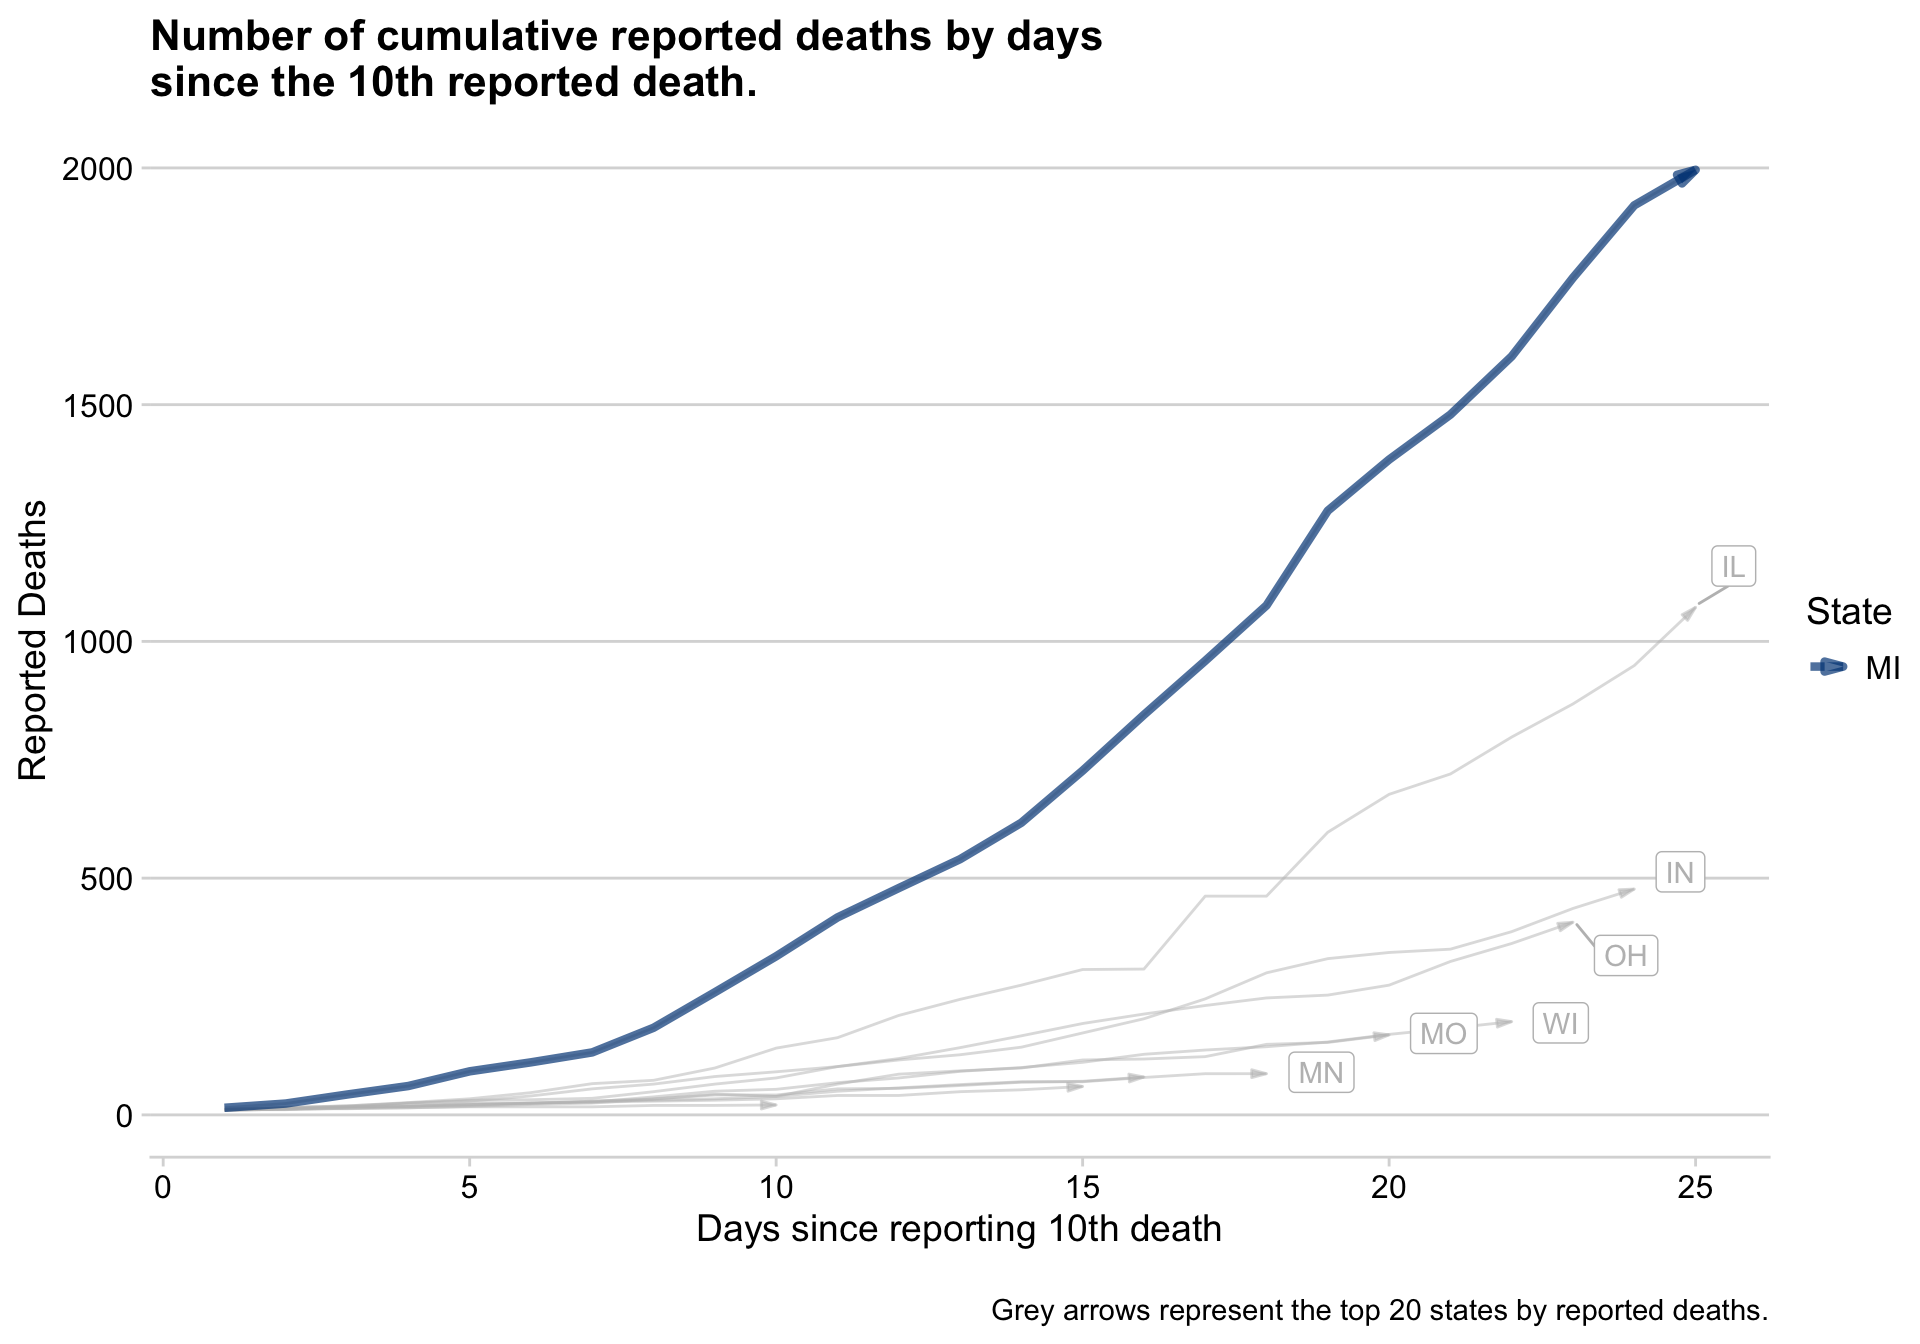 Number of cumulative reported deaths by days
since the 10th reported death.
2000
1500
1000
500
0
Reported Deaths
IL
IN
OH
WI
MO
MN
State
MI
0 5 10 15 20 25
Days since reporting 10th death
Grey arrows represent the top 20 states by reported deaths.